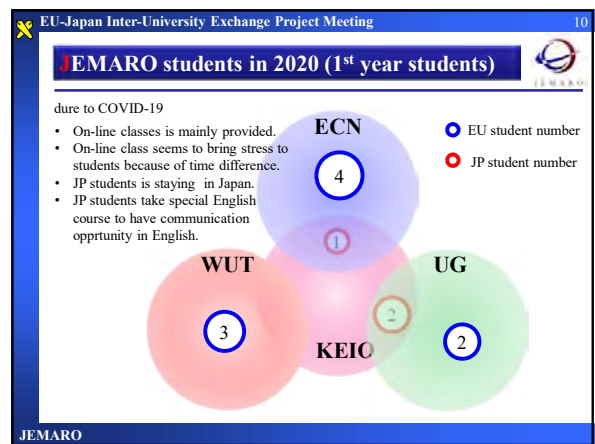 EU-Japan Inter-University Exchange Project Meeting
10
JEMARO students in 2020 (1st year students)
JEMARO
dure to COVID-19
• On-line classes is mainly provided.
• On-line class seems to bring stress to
students because of time difference.
• JP students is staying in Japan.
• JP students take special English
course to have communication
opprtunity in English.
EU student number
JP student number
ECN
4
1
WUT
UG
3
2
2
KEIO
JEMARO